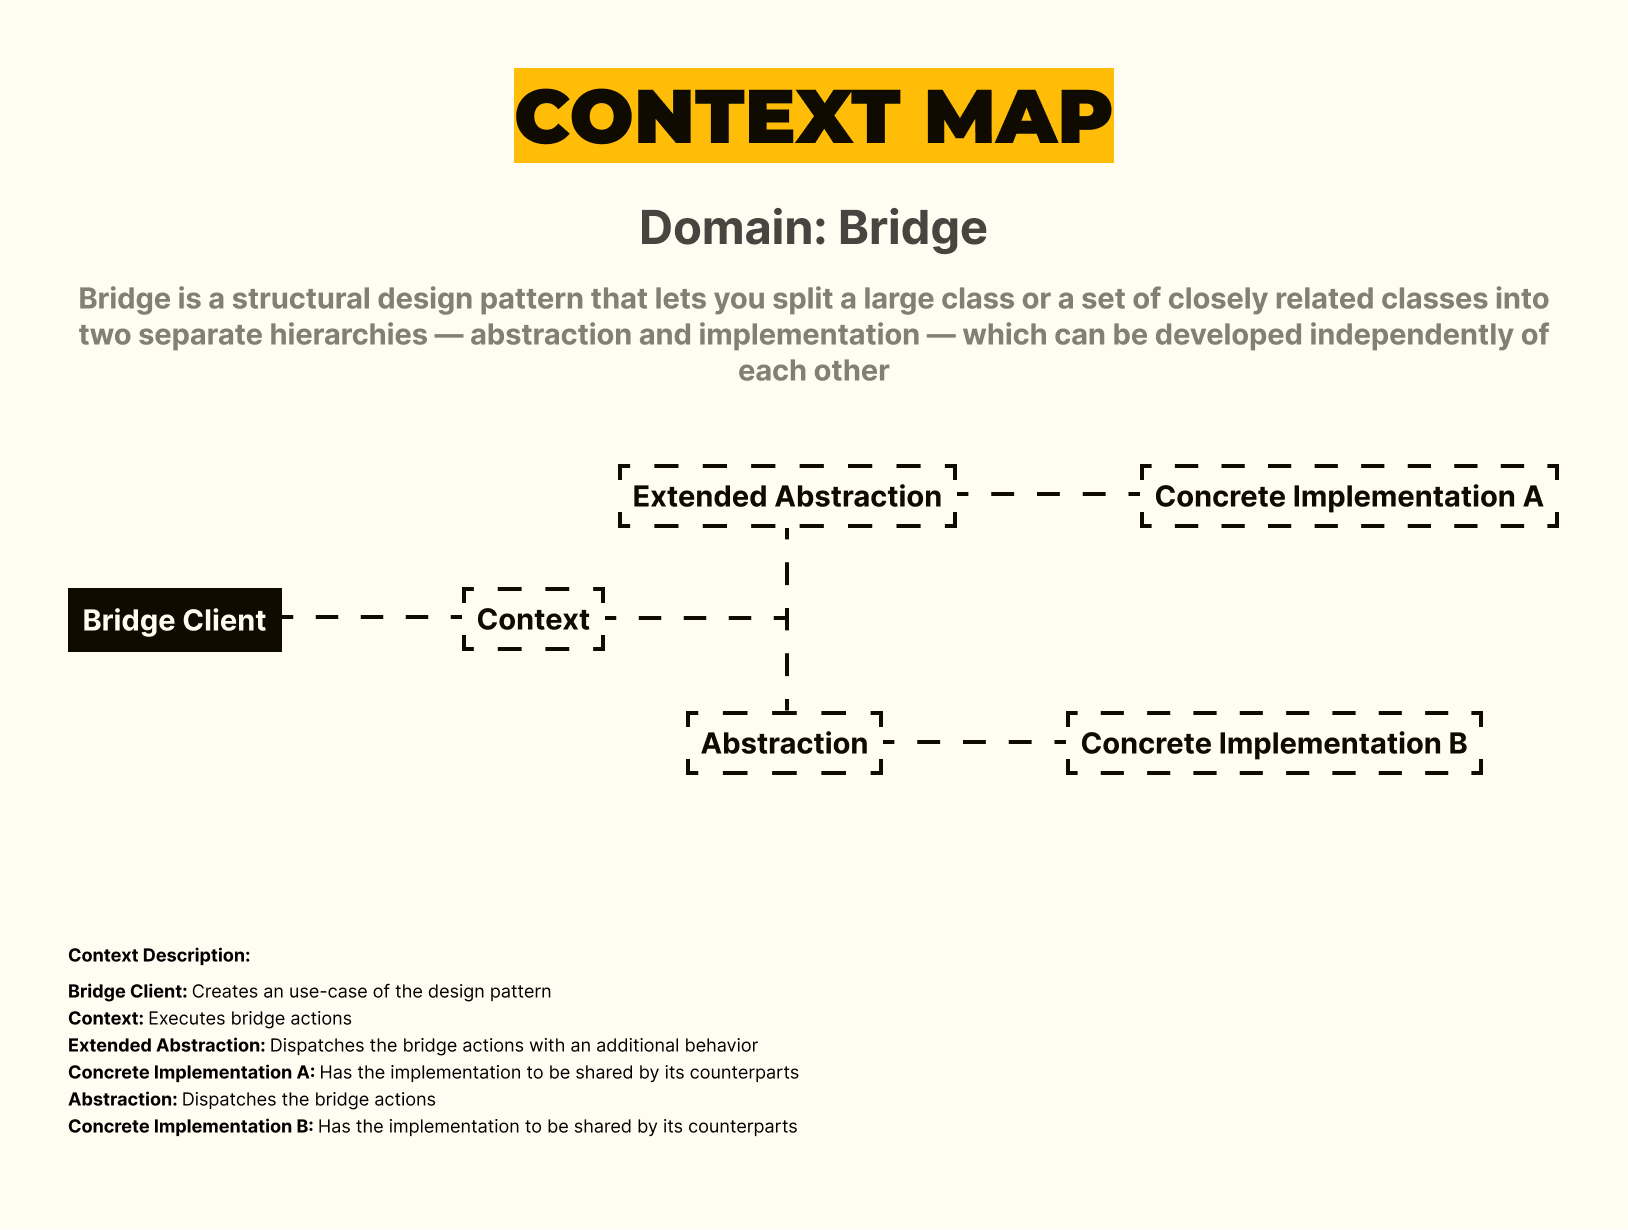 CONTEXT MAP
Domain: Bridge
Bridge is a structural design pattern that lets you split a large class or a set of closely related classes into
two separate hierarchies — abstraction and implementation — which can be developed independently of
each other
Extended Abstraction
Concrete Implementation A
Bridge Client
Context
Abstraction
Concrete Implementation B
Context Description:
Bridge Client: Creates an use-case of the design pattern
Context: Executes bridge actions
Extended Abstraction: Dispatches the bridge actions with an additional behavior
Concrete Implementation A: Has the implementation to be shared by its counterparts
Abstraction: Dispatches the bridge actions
Concrete Implementation B: Has the implementation to be shared by its counterparts